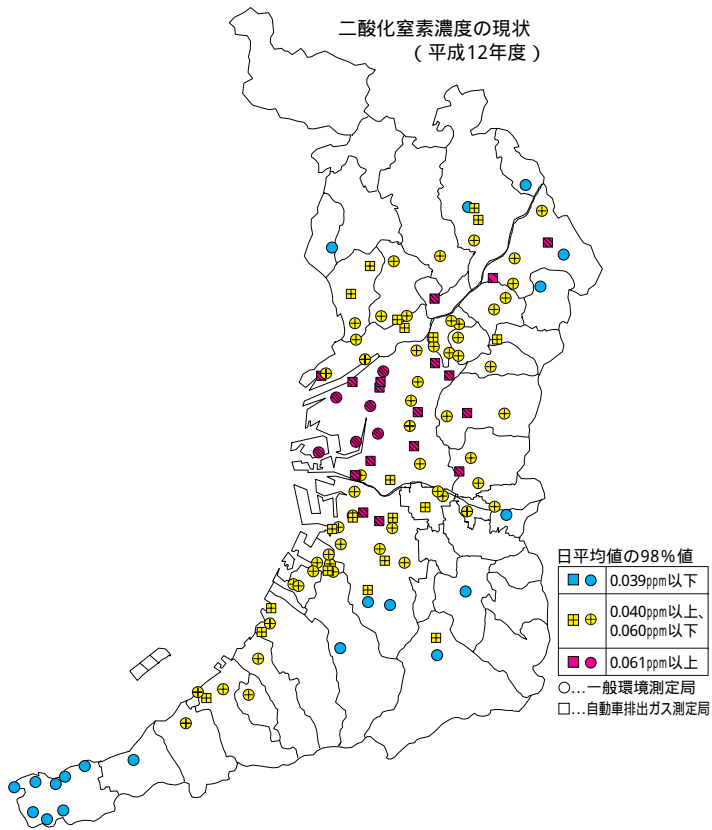 二酸化窒素濃度の現状
(平成12年度)
日平均値の98%値
0.039ppm以下
0.040ppm以上、
0.060ppm以下
0.061ppm以上
○…一般環境測定局
□…自動車排出ガス測定局